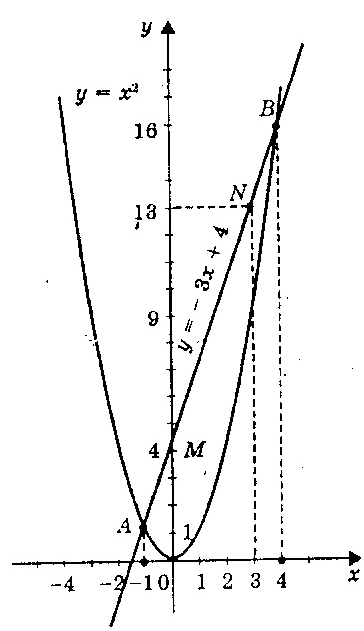 y
y = x²
B
16
N
13
y = - 3x + 4
9
4 M
A
1
-4 -2 -1 0 1 2 3 4 x